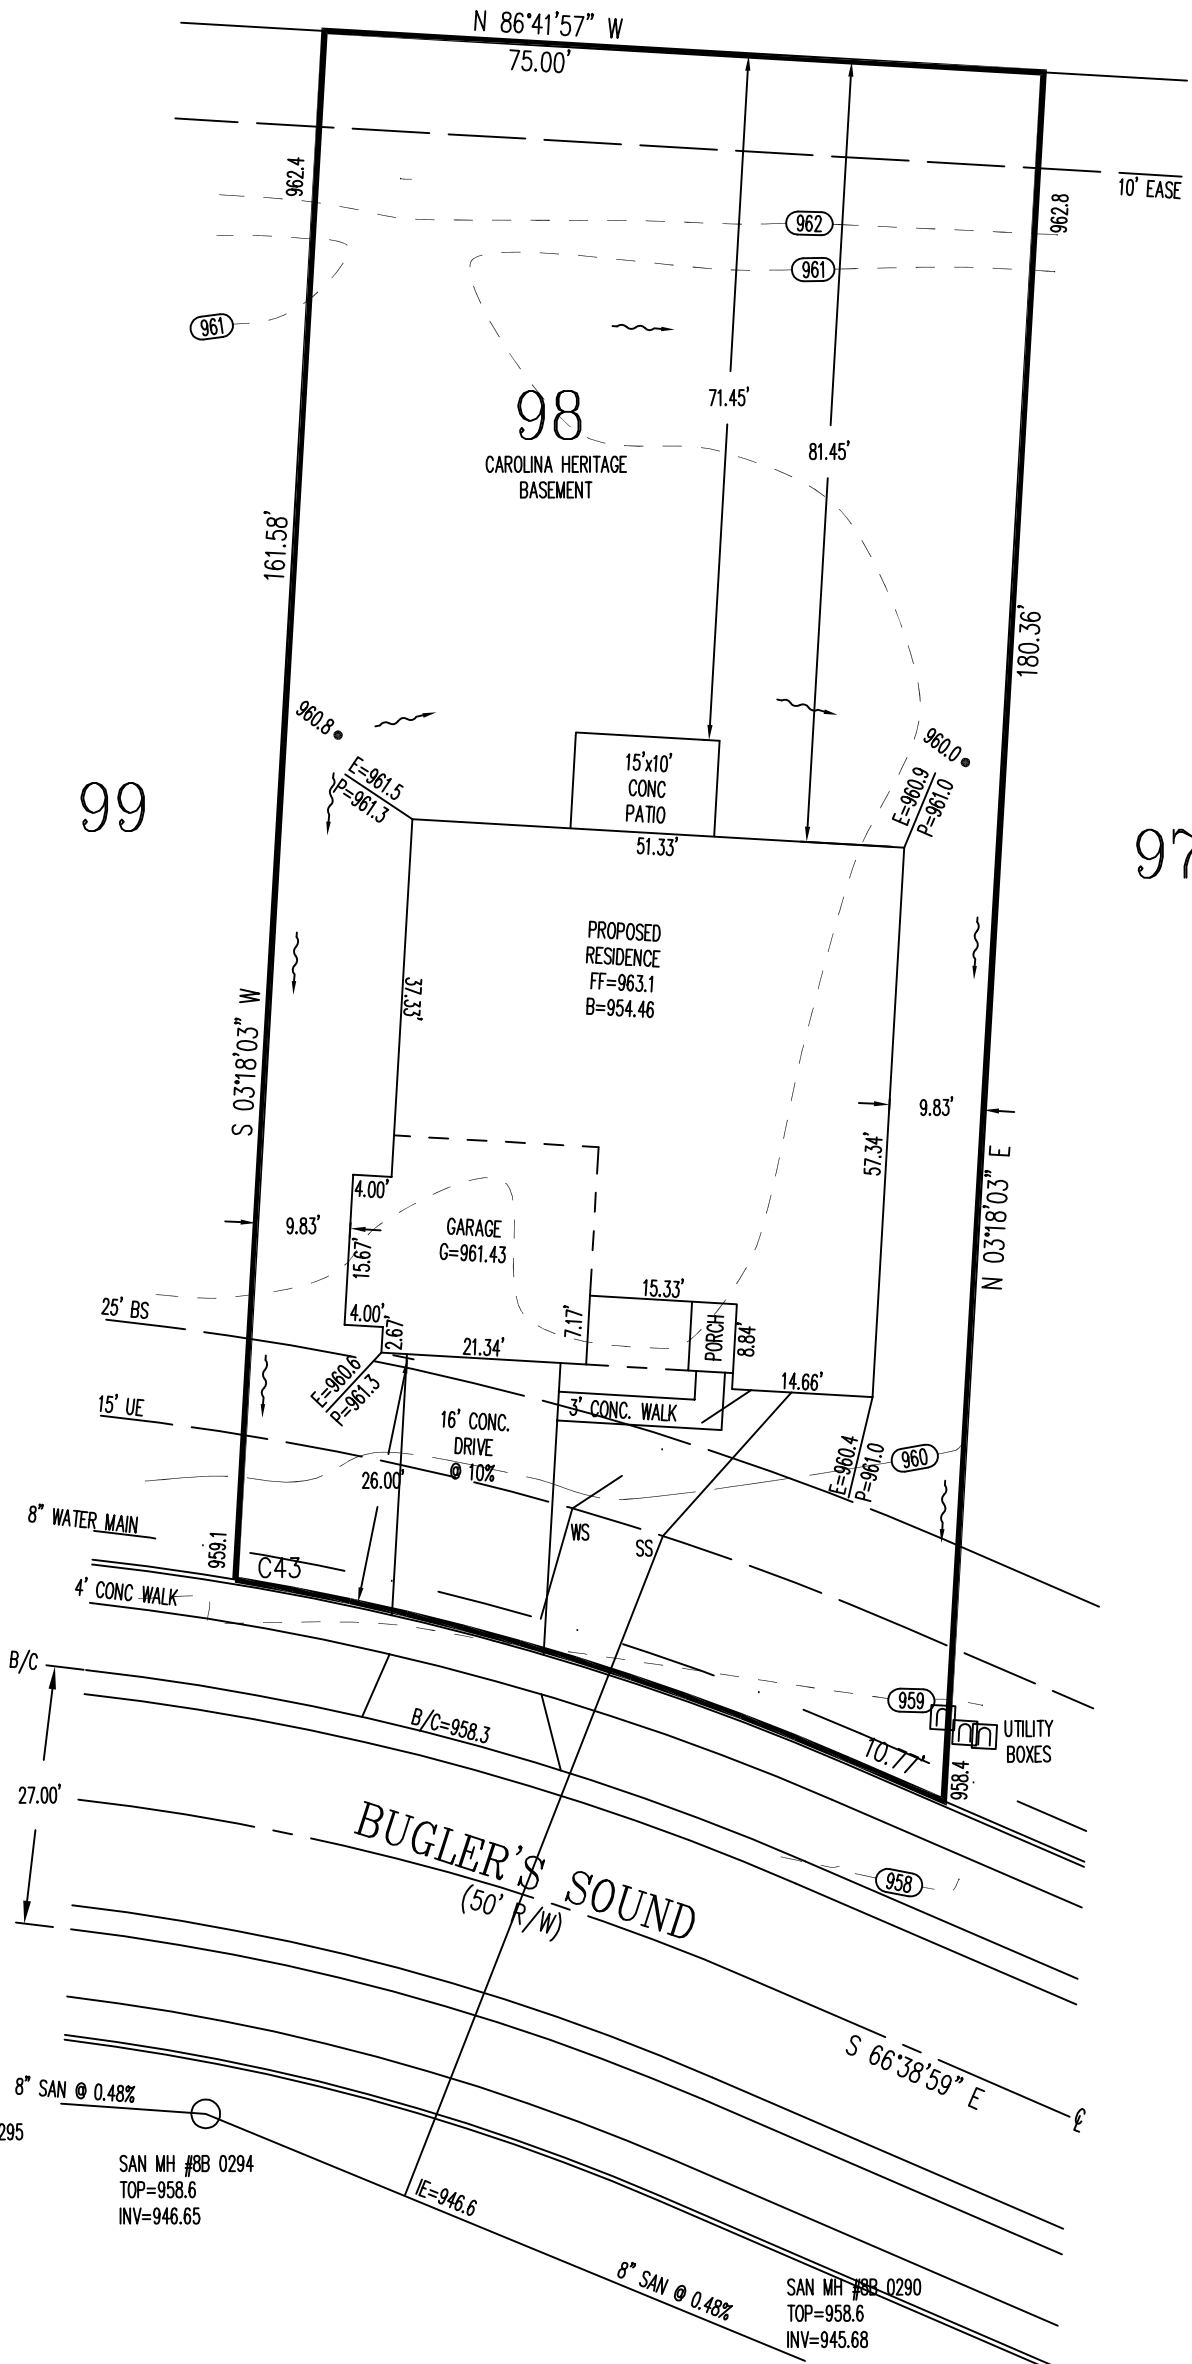 N 86°41'57" W
75.00'
962.4
10' EASE
962.8
962
961
961
71.45'
98
81.45'
CAROLINA HERITAGE
BASEMENT
161.58'
180.36'
960.8
960.0
15'x10'
CONC
PATIO
E=961.5
P=961.3
E=960.9
P=961.0
99
51.33'
97
PROPOSED
RESIDENCE
FF=963.1
B=954.46
37.33'
S 03°18'03" W
9.83'
57.34'
N 03°18'03" E
4.00'
9.83'
GARAGE
G=961.43
15.67'
15.33'
25' BS
4.00'
2.67'
7.17'
PORCH
8.84'
21.34'
E=960.6
P=961.3
14.66'
15' UE
16' CONC.
DRIVE
@ 10%
3' CONC. WALK
E=960.4
P=961.0
960
26.00'
8" WATER MAIN
WS
SS
959.1
C43
4' CONC WALK
B/C
959
UTILITY
BOXES
B/C=958.3
10.77'
958.4
27.00'
BUGLER'S SOUND
(50' R/W)
958
S 66°38'59" E
℄
8" SAN @ 0.48%
295
SAN MH #8B 0294
TOP=958.6
INV=946.65
IE=946.6
8" SAN @ 0.48%
SAN MH #8B 0290
TOP=958.6
INV=945.68